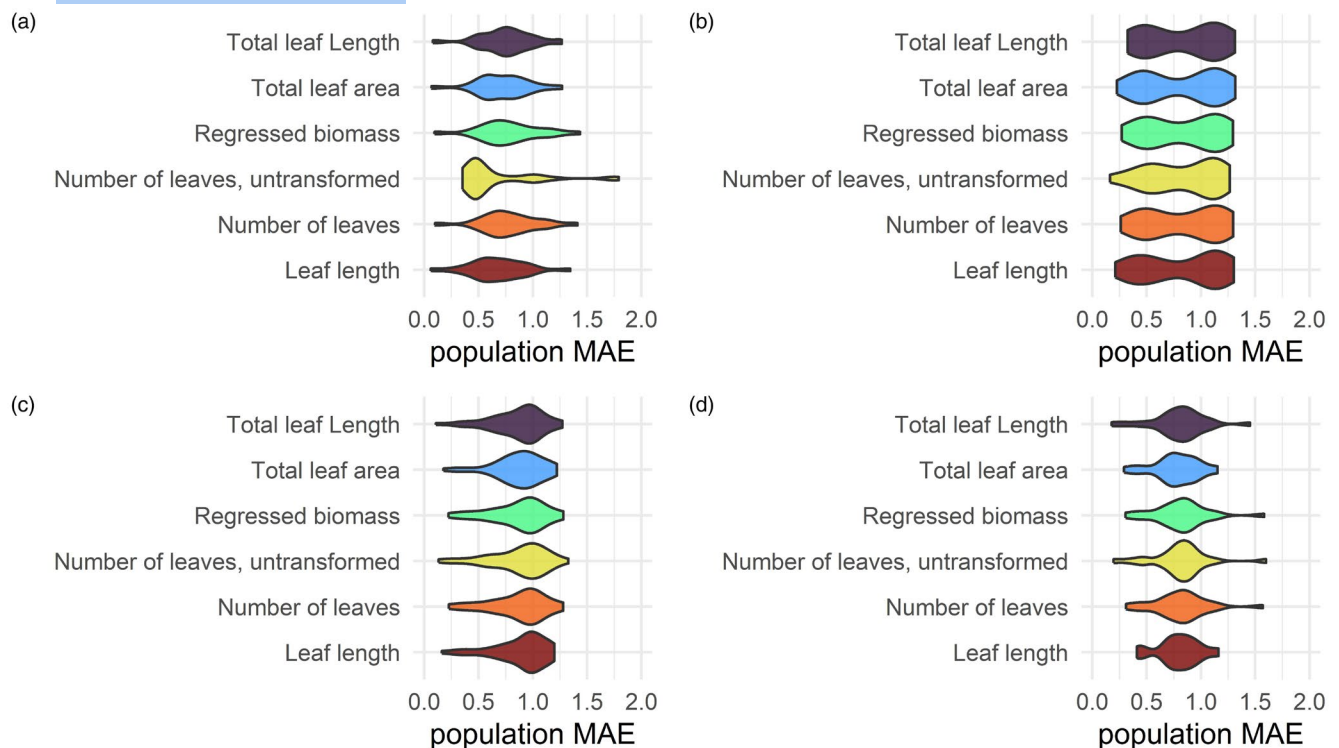 (a)
Total leaf Length
Total leaf area
Regressed biomass
Number of leaves, untransformed
Number of leaves
Leaf length
0.0 0.5 1.0 1.5 2.0
population MAE
(b)
Total leaf Length
Total leaf area
Regressed biomass
Number of leaves, untransformed
Number of leaves
Leaf length
0.0 0.5 1.0 1.5 2.0
population MAE
(c)
Total leaf Length
Total leaf area
Regressed biomass
Number of leaves, untransformed
Number of leaves
Leaf length
0.0 0.5 1.0 1.5 2.0
population MAE
(d)
Total leaf Length
Total leaf area
Regressed biomass
Number of leaves, untransformed
Number of leaves
Leaf length
0.0 0.5 1.0 1.5 2.0
population MAE